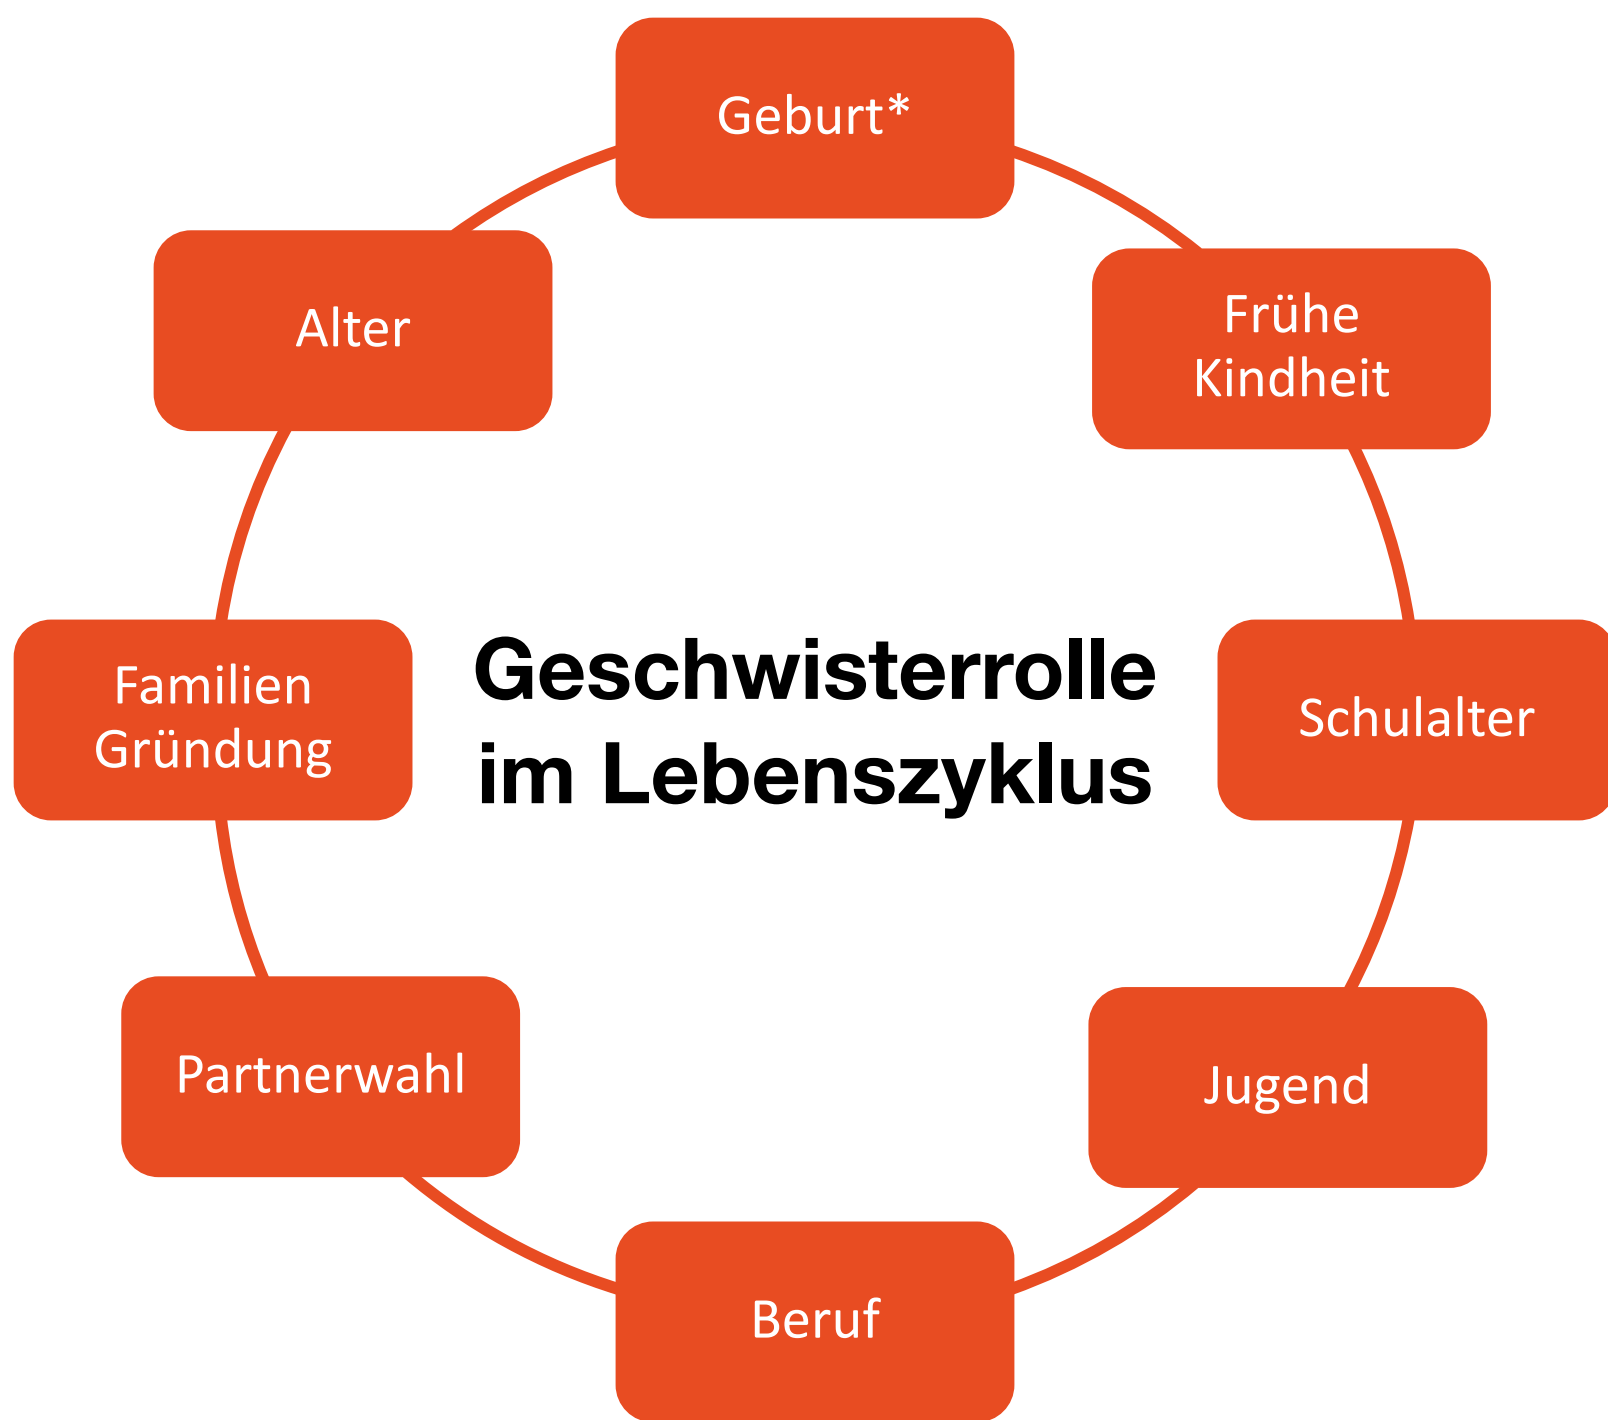 Geburt*
Frühe
Kindheit
Schulalter
Jugend
Beruf
Partnerwahl
Familien
Gründung
Alter
Geschwisterrolle
im Lebenszyklus